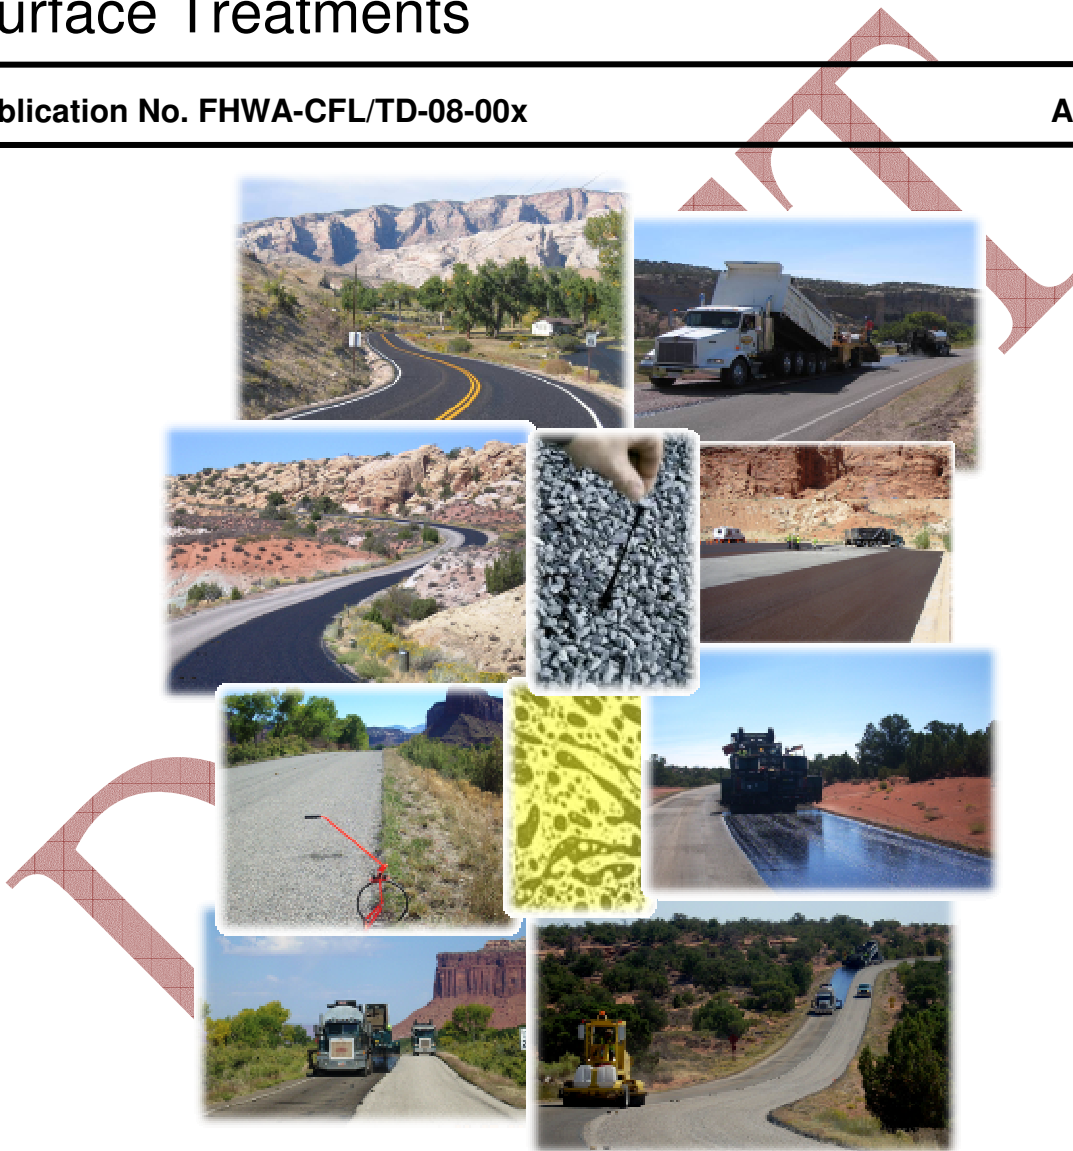 urface Treatments
blication No. FHWA-CFL/TD-08-00x A